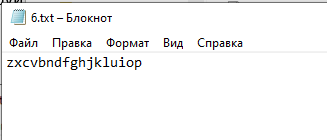 6.txt – Блокнот
Файл Правка Формат Вид Справка
zxcvbndfghjkluiop